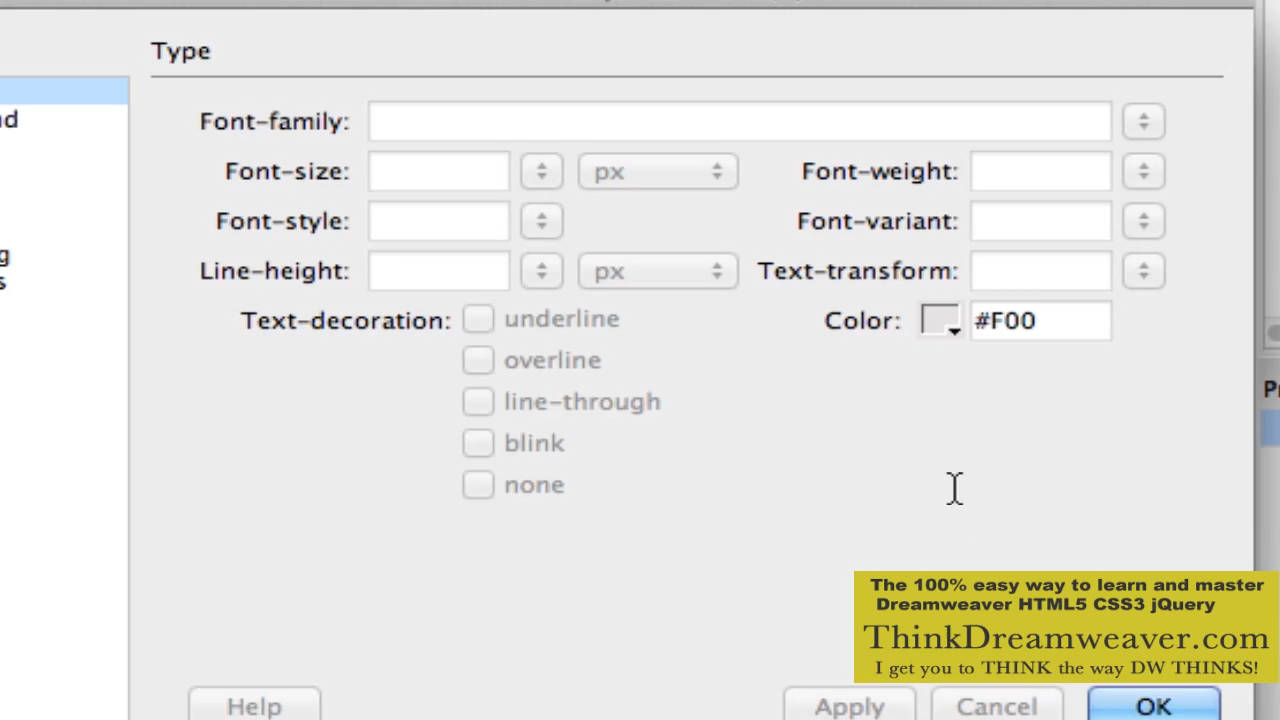 Type
nd
Font-family:
Font-size: px Font-weight:
Font-style: Font-variant:
g
s
Line-height: px Text-transform:
Text-decoration: underline Color: #F00
overline
line-through
blink
none
The 100% easy way to learn and master
Dreamweaver HTML5 CSS3 jQuery
ThinkDreamweaver.com
I get you to THINK the way DW THINKS!
Help Apply Cancel OK